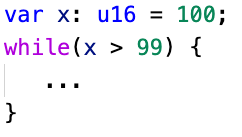 var x: u16 = 100;
while(x > 99) {
    ...
}